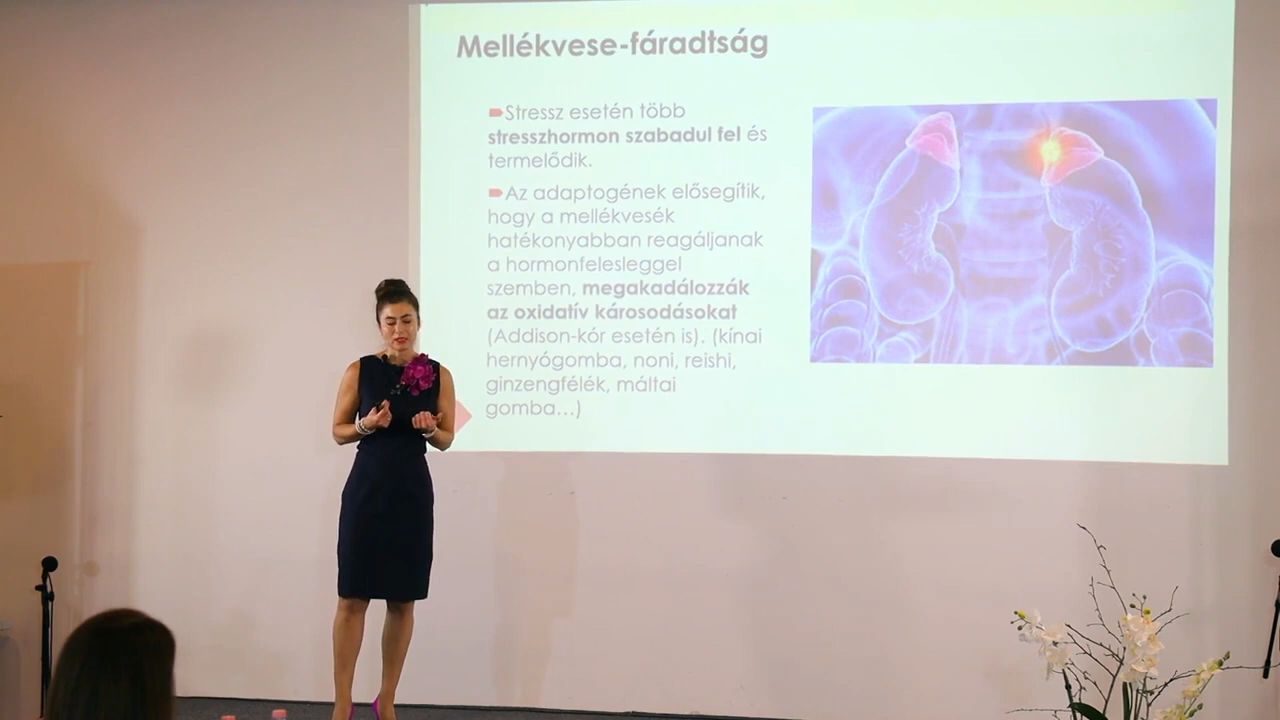 Mellékvese-fáradtság
Stressz esetén több
stresszhormon szabadul fel és
termelődik.
Az adaptogének elősegítik,
hogy a mellékvesék
hatékonyabban reagáljanak
a hormonfelesleggel
szemben, megakadálozzák
az oxidatív károsodásokat
(Addison-kór esetén is). (kínai
hernyógomba, noni, reishi,
ginzengfélék, máltai
gomba...)